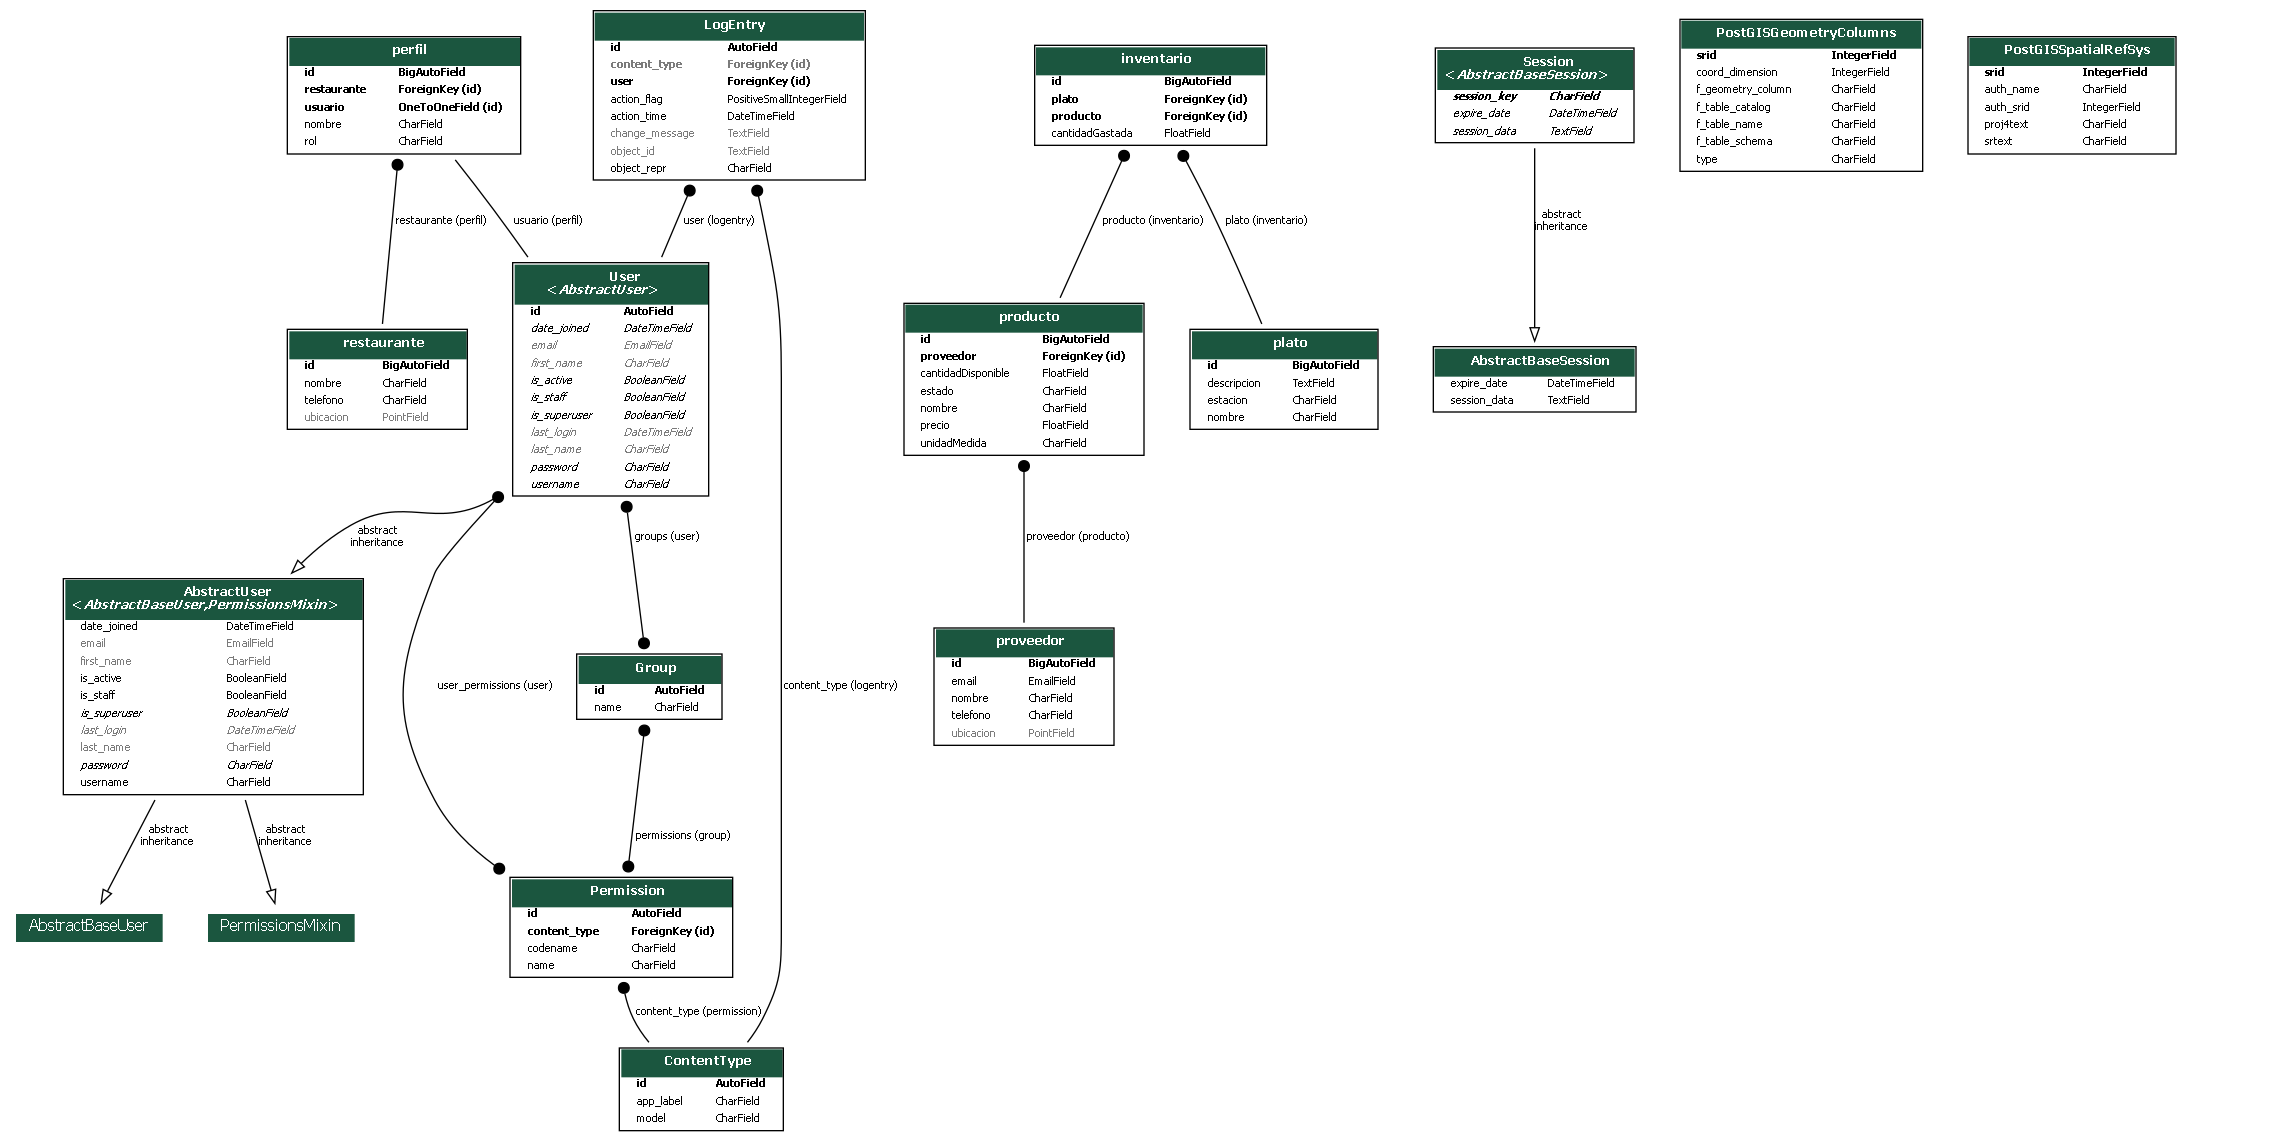 perfil
id BigAutoField
restaurante ForeignKey (id)
usuario OneToOneField (id)
nombre CharField
rol CharField
LogEntry
id AutoField
content_type ForeignKey (id)
user ForeignKey (id)
action_flag PositiveSmallIntegerField
action_time DateTimeField
change_message TextField
object_id TextField
object_repr CharField
inventario
id BigAutoField
plato ForeignKey (id)
producto ForeignKey (id)
cantidadGastada FloatField
Session
<AbstractBaseSession>
session_key CharField
expire_date DateTimeField
session_data TextField
PostGISGeometryColumns
srid IntegerField
coord_dimension IntegerField
f_geometry_column CharField
f_table_catalog CharField
f_table_name CharField
f_table_schema CharField
type CharField
PostGISSpatialRefSys
srid IntegerField
auth_name CharField
auth_srid IntegerField
proj4text CharField
srtext CharField
restaurante (perfil)
usuario (perfil)
user (logentry)
producto (inventario)
plato (inventario)
abstract
inheritance
restaurante
id BigAutoField
nombre CharField
telefono CharField
ubicacion PointField
User
<AbstractUser>
id AutoField
date_joined DateTimeField
email EmailField
first_name CharField
is_active BooleanField
is_staff BooleanField
is_superuser BooleanField
last_login DateTimeField
last_name CharField
password CharField
username CharField
producto
id BigAutoField
proveedor ForeignKey (id)
cantidadDisponible FloatField
estado CharField
nombre CharField
precio FloatField
unidadMedida CharField
plato
id BigAutoField
descripcion TextField
estacion CharField
nombre CharField
AbstractBaseSession
expire_date DateTimeField
session_data TextField
abstract
inheritance
groups (user)
proveedor (producto)
AbstractUser
<AbstractBaseUser,PermissionsMixin>
date_joined DateTimeField
email EmailField
first_name CharField
is_active BooleanField
is_staff BooleanField
is_superuser BooleanField
last_login DateTimeField
last_name CharField
password CharField
username CharField
user_permissions (user)
Group
id AutoField
name CharField
content_type (logentry)
proveedor
id BigAutoField
email EmailField
nombre CharField
telefono CharField
ubicacion PointField
abstract
inheritance
abstract
inheritance
permissions (group)
AbstractBaseUser
PermissionsMixin
Permission
id AutoField
content_type ForeignKey (id)
codename CharField
name CharField
content_type (permission)
ContentType
id AutoField
app_label CharField
model CharField